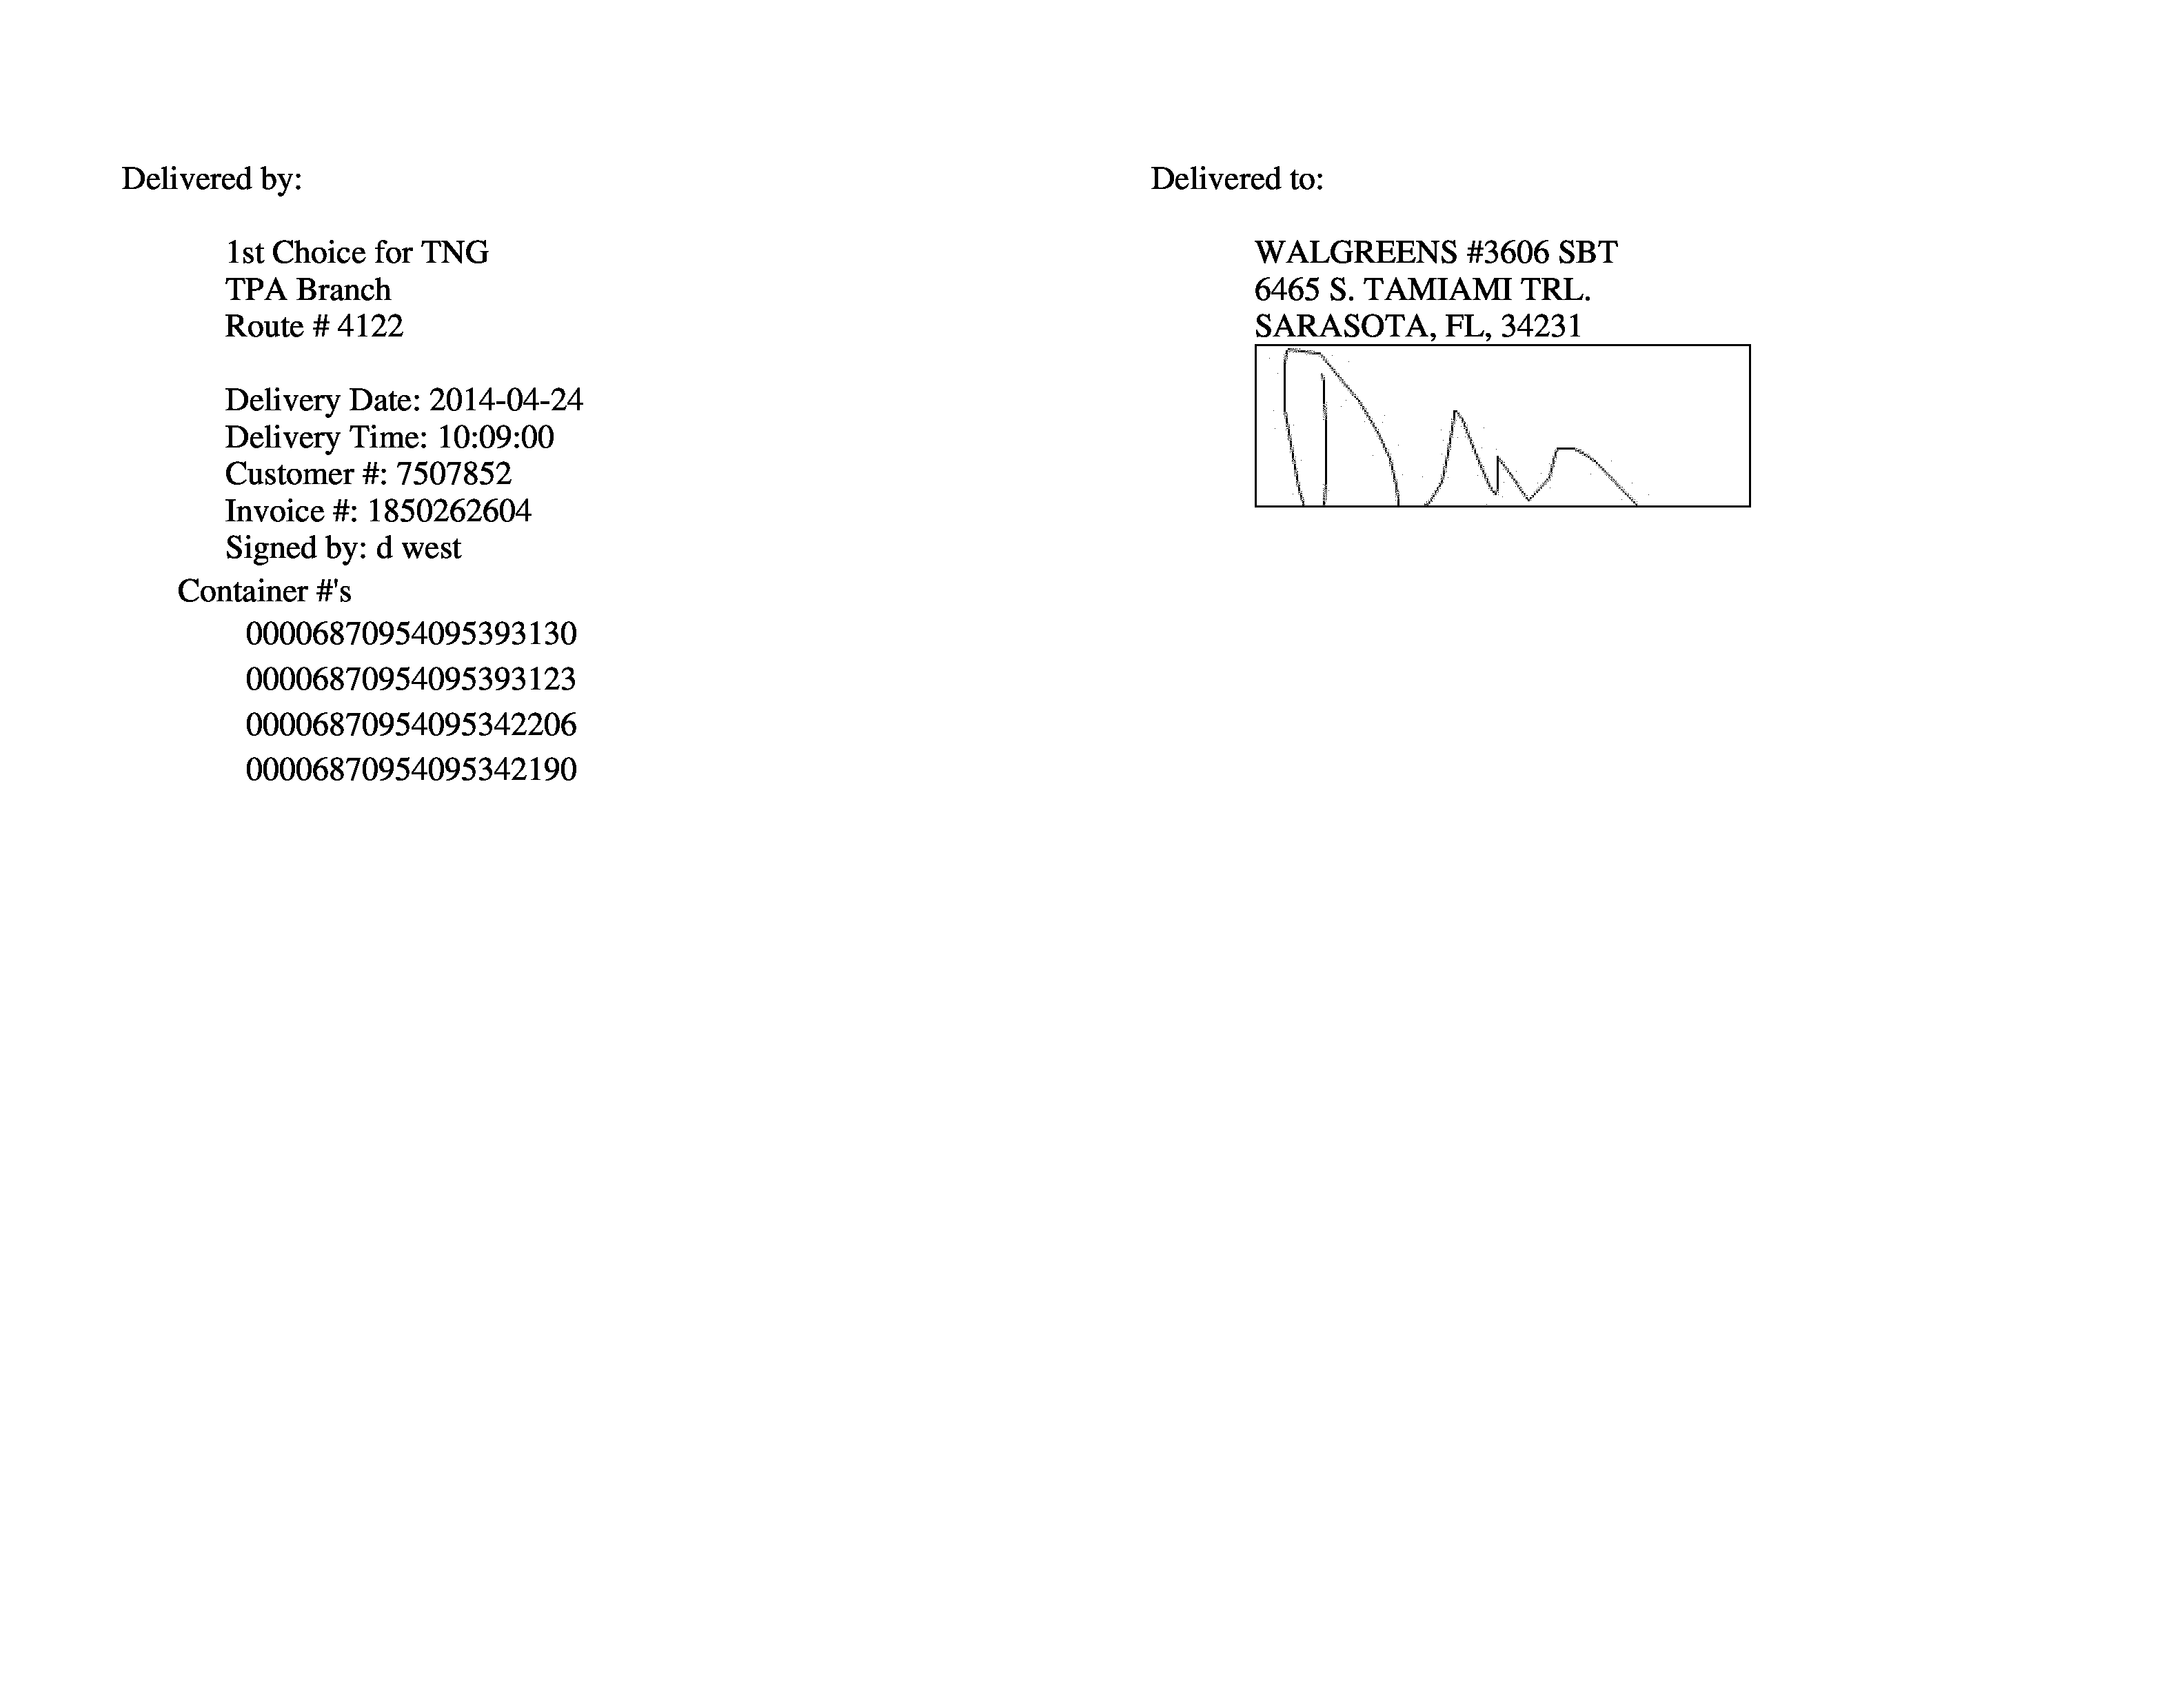 Delivered by:
1st Choice for TNG
TPA Branch
Route # 4122
Delivery Date: 2014-04-24
Delivery Time: 10:09:00
Customer #: 7507852
Invoice #: 1850262604
Signed by: d west
Container #'s
00006870954095393130
00006870954095393123
00006870954095342206
00006870954095342190
Delivered to:
WALGREENS #3606 SBT
6465 S. TAMIAMI TRL.
SARASOTA, FL, 34231